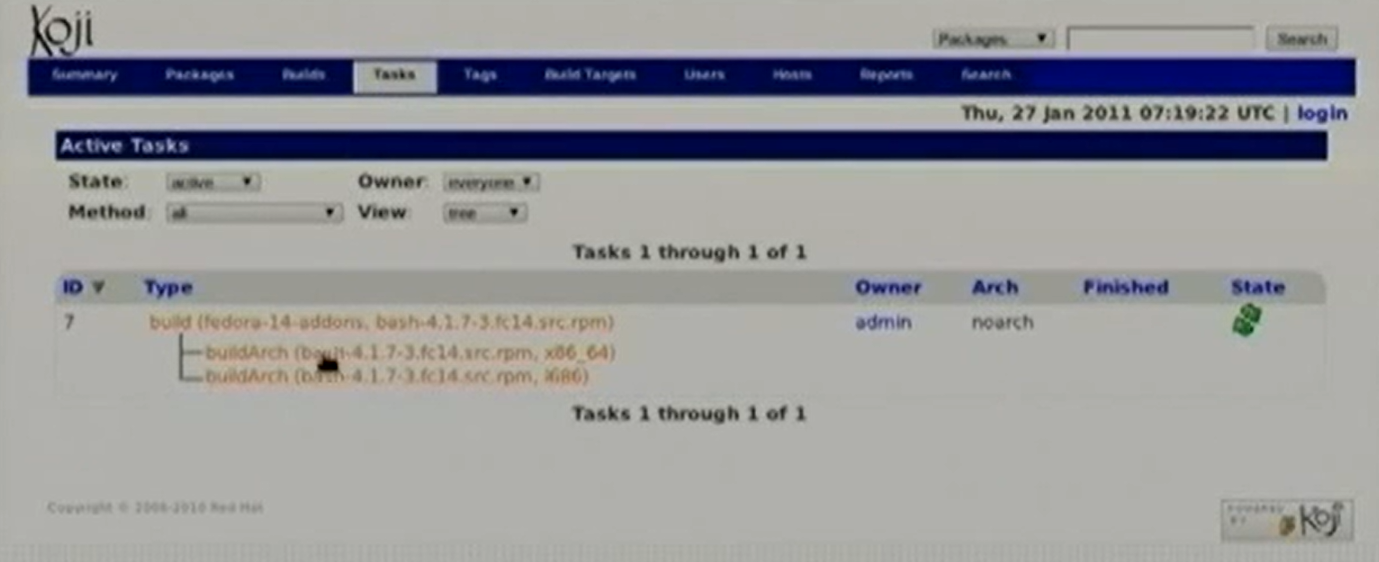 Koji
Packages Search
Summary Packages Builds Tasks Tags Build Targets Users Hosts Reports Search
Thu, 27 Jan 2011 07:19:22 UTC | login
Active Tasks
State: active Owner: everyone
Method: all View: tree
Tasks 1 through 1 of 1
ID Type Owner Arch Finished State
7 build (fedora-14-addons, bash-4.1.7-3.fc14.src.rpm) admin noarch
buildArch (bash-4.1.7-3.fc14.src.rpm, x86_64)
buildArch (bash-4.1.7-3.fc14.src.rpm, i686)
Tasks 1 through 1 of 1
Copyright © 2006-2010 Red Hat
POWERED BY Koji